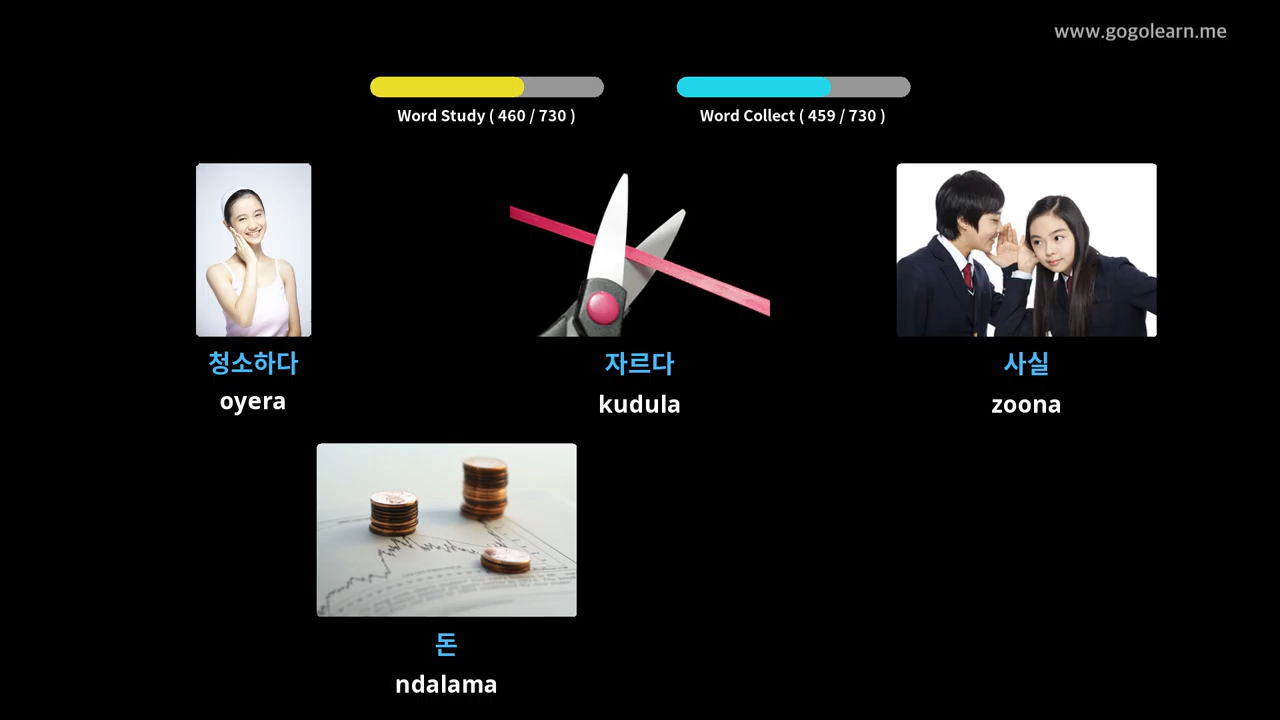 www.gogolearn.me
Word Study ( 460 / 730 )
Word Collect ( 459 / 730 )
청소하다
oyera
자르다
kudula
사실
zoona
돈
ndalama